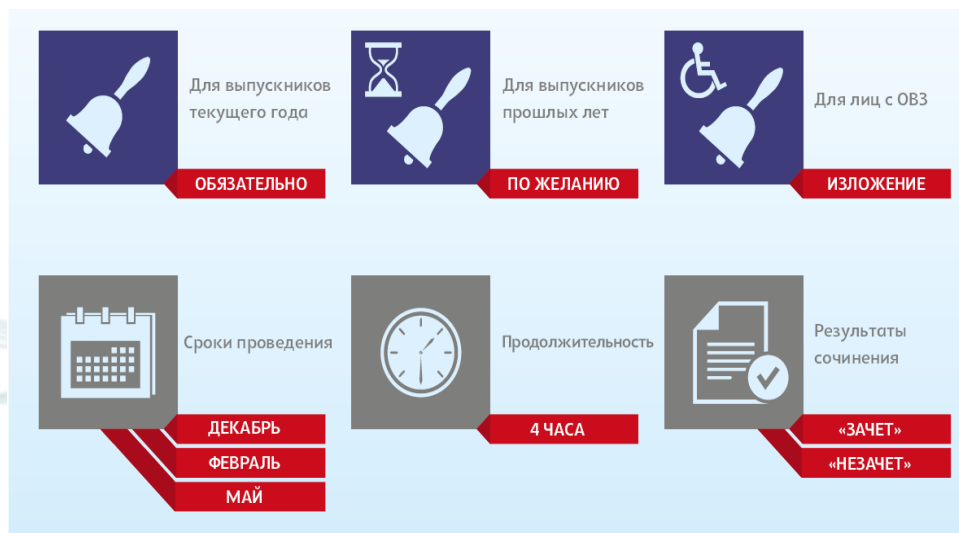 Для выпускников
текущего года
ОБЯЗАТЕЛЬНО
Для выпускников
прошлых лет
ПО ЖЕЛАНИЮ
Для лиц с ОВЗ
ИЗЛОЖЕНИЕ
Сроки проведения
ДЕКАБРЬ
ФЕВРАЛЬ
МАЙ
Продолжительность
4 ЧАСА
Результаты
сочинения
«ЗАЧЕТ»
«НЕЗАЧЕТ»